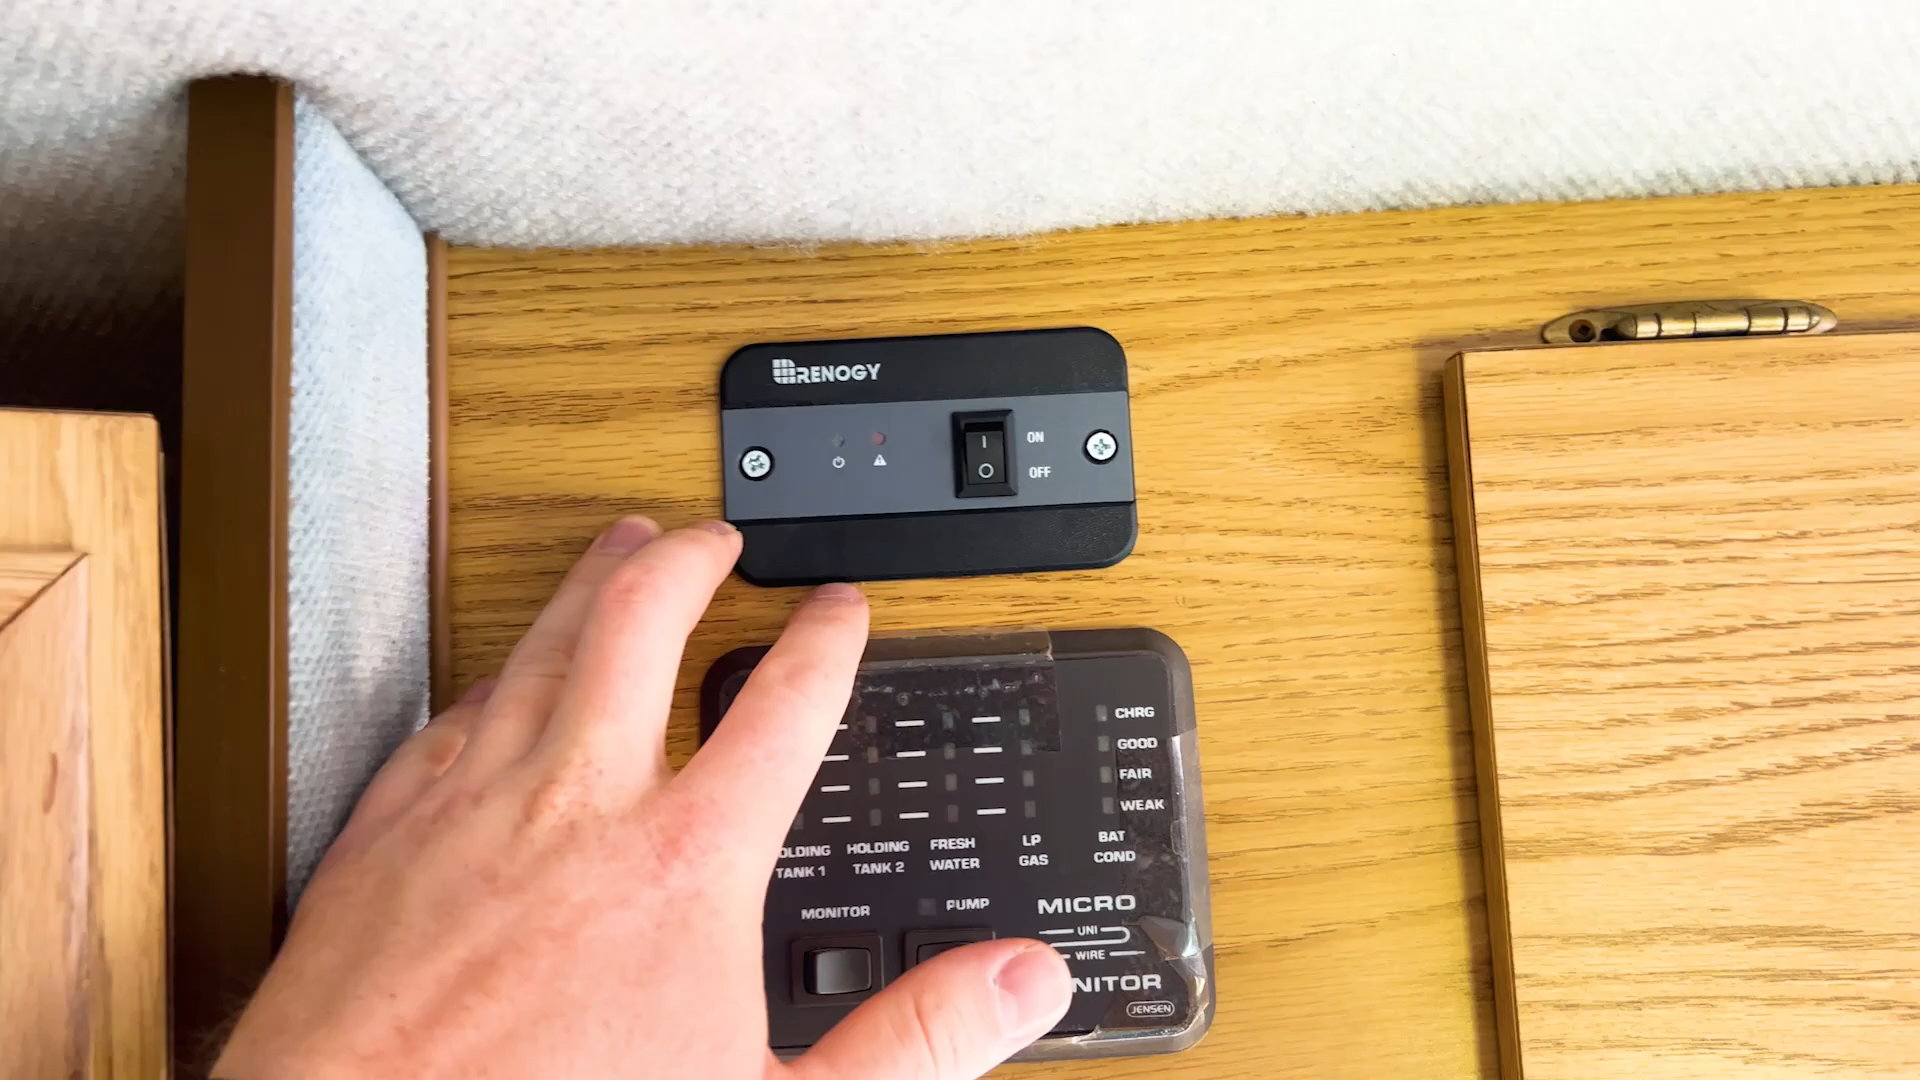 RENOGY
I ON
O OFF
CHRG
GOOD
FAIR
WEAK
OLDING HOLDING FRESH LP BAT
TANK 1 TANK 2 WATER GAS COND
MONITOR PUMP MICRO
UNI
WIRE
NITOR
JENSEN